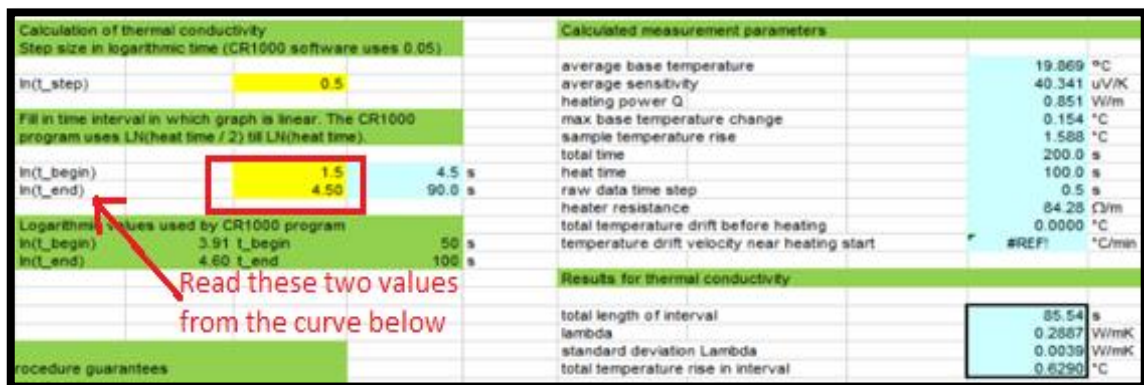 Calculation of thermal conductivity
Step size in logarithmic time (CR1000 software uses 0.05)
ln(t_step) 0.5
Fill in time interval in which graph is linear. The CR1000
program uses LN(heat time / 2) till LN(heat time).
ln(t_begin) 1.5 4.5 s
ln(t_end) 4.50 90.0 s
Logarithmic values used by CR1000 program
ln(t_begin) 3.91 t_begin 50 s
ln(t_end) 4.60 t_end 100 s
Read these two values
from the curve below
rocedure guarantees
Calculated measurement parameters
average base temperature 19.869 °C
average sensitivity 40.341 uV/K
heating power Q 0.851 W/m
max base temperature change 0.154 °C
sample temperature rise 1.588 °C
total time 200.0 s
heat time 100.0 s
raw data time step 0.5 s
heater resistance 84.28 Ω/m
total temperature drift before heating 0.0000 °C
temperature drift velocity near heating start #REF! °C/min
Results for thermal conductivity
total length of interval 85.54 s
lambda 0.2887 W/mK
standard deviation Lambda 0.0039 W/mK
total temperature rise in interval 0.6290 °C